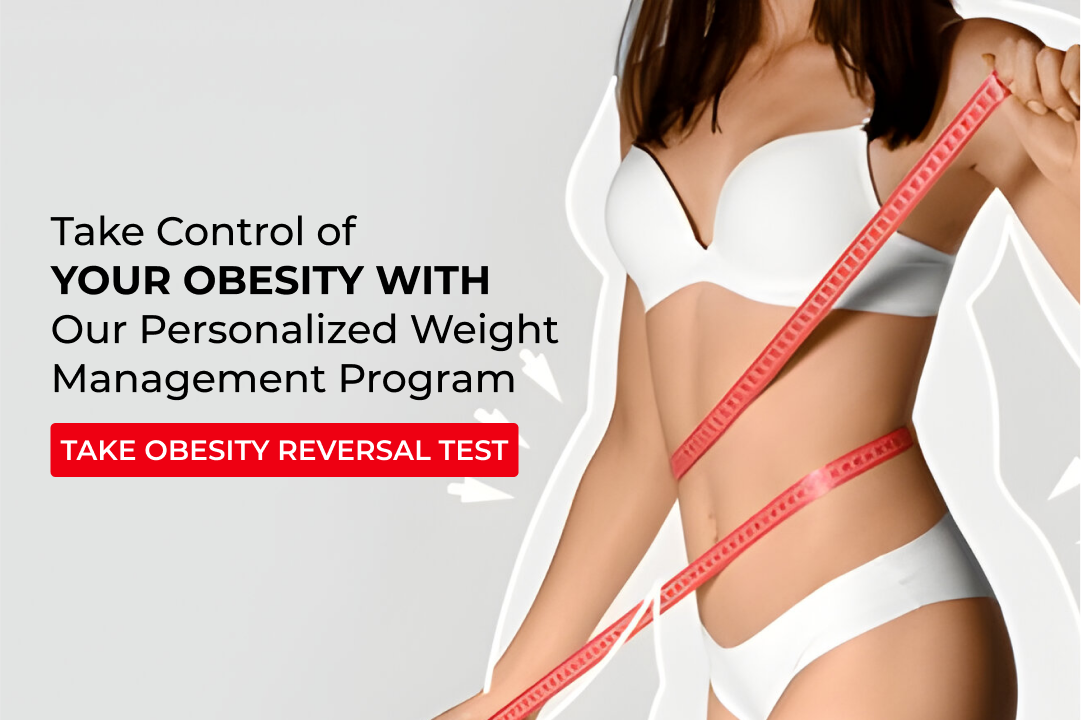 Take Control of
YOUR OBESITY WITH
Our Personalized Weight
Management Program
TAKE OBESITY REVERSAL TEST